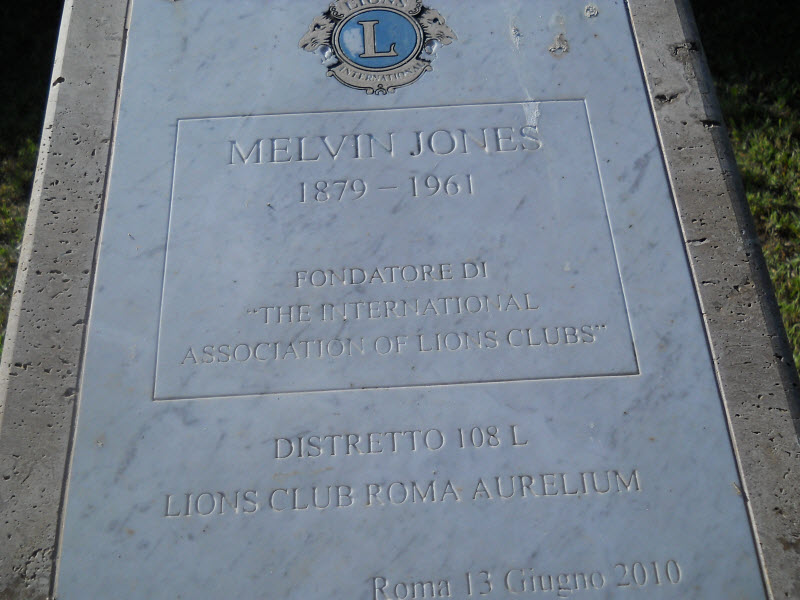 LIONS
L
INTERNATIONAL
MELVIN JONES
1879 – 1961
FONDATORE DI
"THE INTERNATIONAL
ASSOCIATION OF LIONS CLUBS"
DISTRETTO 108 L
LIONS CLUB ROMA AURELIUM
Roma 13 Giugno 2010